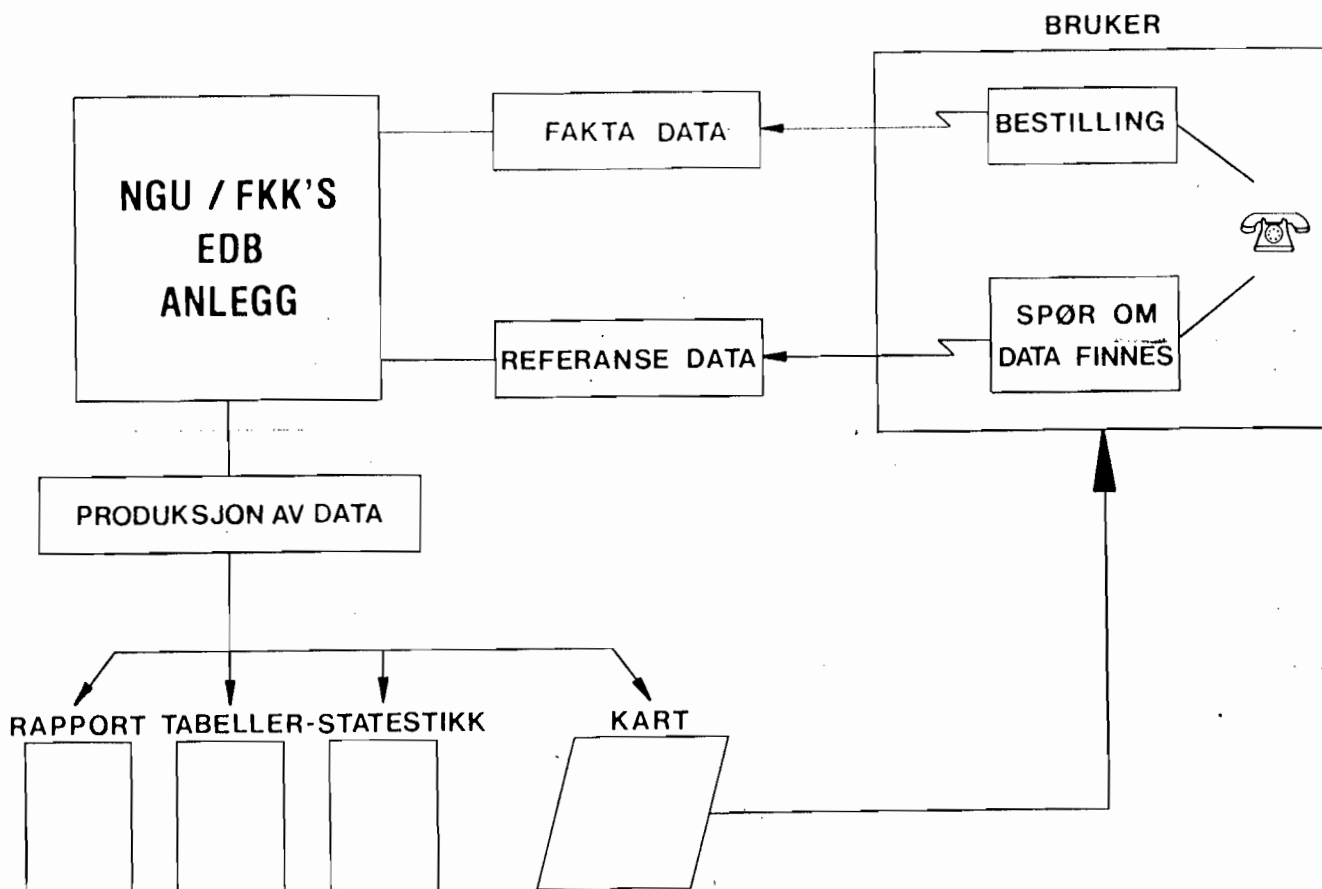 BRUKER
NGU / FKK'S
EDB
ANLEGG
FAKTA DATA
BESTILLING
REFERANSE DATA
SPØR OM
DATA FINNES
PRODUKSJON AV DATA
RAPPORT TABELLER-STATESTIKK KART